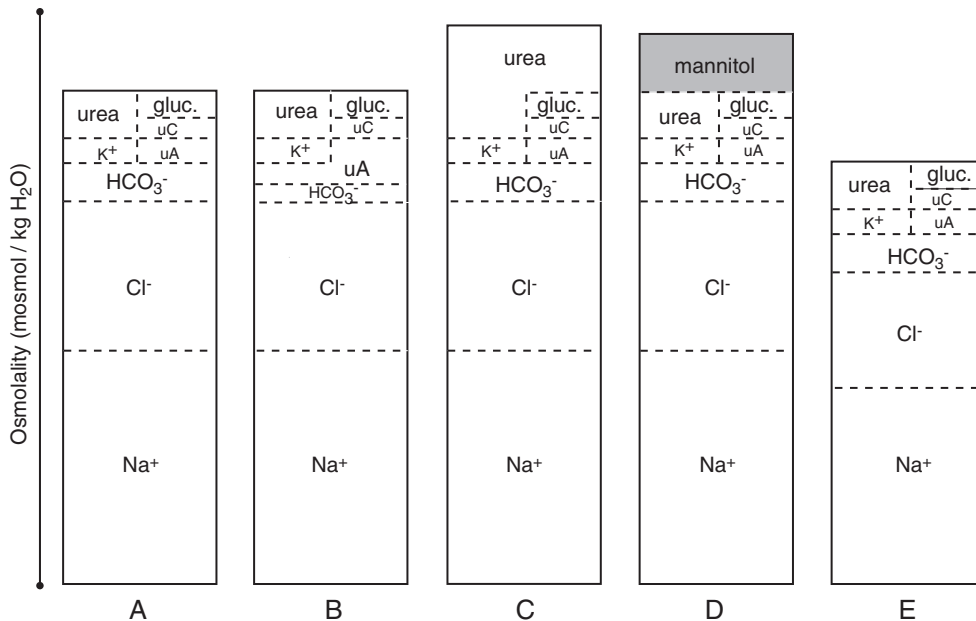 Osmolality (mosmol / kg H₂O)
urea
gluc.
uC
K⁺
uA
HCO₃⁻
Cl⁻
Na⁺
A
urea
gluc.
uC
K⁺
uA
HCO₃⁻
Cl⁻
Na⁺
B
urea
gluc.
uC
K⁺
uA
HCO₃⁻
Cl⁻
Na⁺
C
mannitol
urea
gluc.
uC
K⁺
uA
HCO₃⁻
Cl⁻
Na⁺
D
urea
gluc.
uC
K⁺
uA
HCO₃⁻
Cl⁻
Na⁺
E